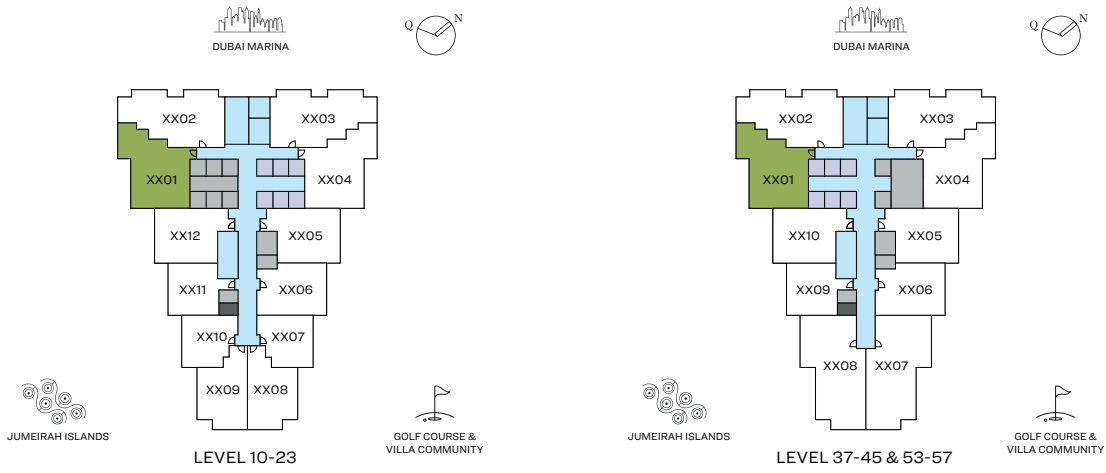 DUBAI MARINA
Q N
XX02 XX03
XX01 XX04
XX12 XX05
XX11 XX06
XX10 XX07
XX09 XX08
JUMEIRAH ISLANDS
GOLF COURSE &
VILLA COMMUNITY
LEVEL 10-23
DUBAI MARINA
Q N
XX02 XX03
XX01 XX04
XX10 XX05
XX09 XX06
XX08 XX07
JUMEIRAH ISLANDS
GOLF COURSE &
VILLA COMMUNITY
LEVEL 37-45 & 53-57